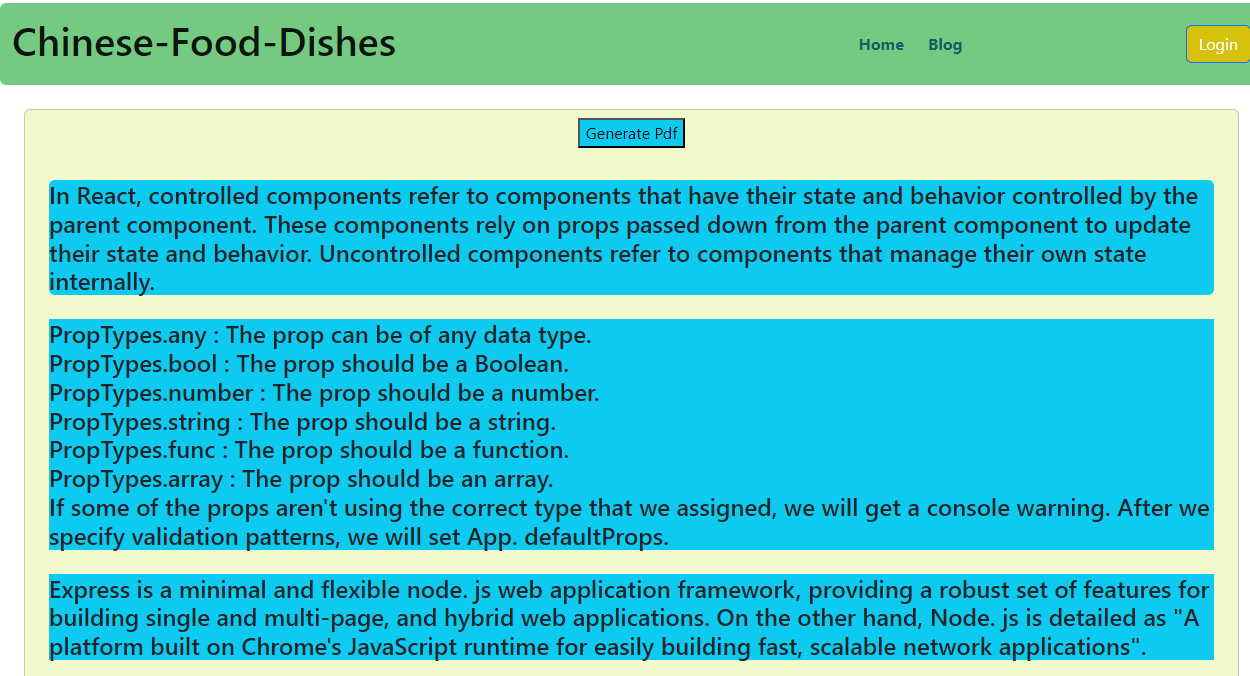 Chinese-Food-Dishes
Home
Blog
Login
Generate Pdf
In React, controlled components refer to components that have their state and behavior controlled by the
parent component. These components rely on props passed down from the parent component to update
their state and behavior. Uncontrolled components refer to components that manage their own state
internally.
PropTypes.any : The prop can be of any data type.
PropTypes.bool : The prop should be a Boolean.
PropTypes.number : The prop should be a number.
PropTypes.string : The prop should be a string.
PropTypes.func : The prop should be a function.
PropTypes.array : The prop should be an array.
If some of the props aren't using the correct type that we assigned, we will get a console warning. After we
specify validation patterns, we will set App. defaultProps.
Express is a minimal and flexible node. js web application framework, providing a robust set of features for
building single and multi-page, and hybrid web applications. On the other hand, Node. js is detailed as "A
platform built on Chrome's JavaScript runtime for easily building fast, scalable network applications".